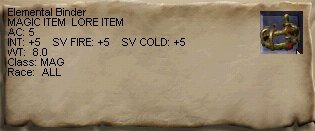 Elemental Binder
MAGIC ITEM  LORE ITEM
AC: 5
INT: +5  SV FIRE: +5  SV COLD: +5
WT:  8.0
Class: MAG
Race:  ALL